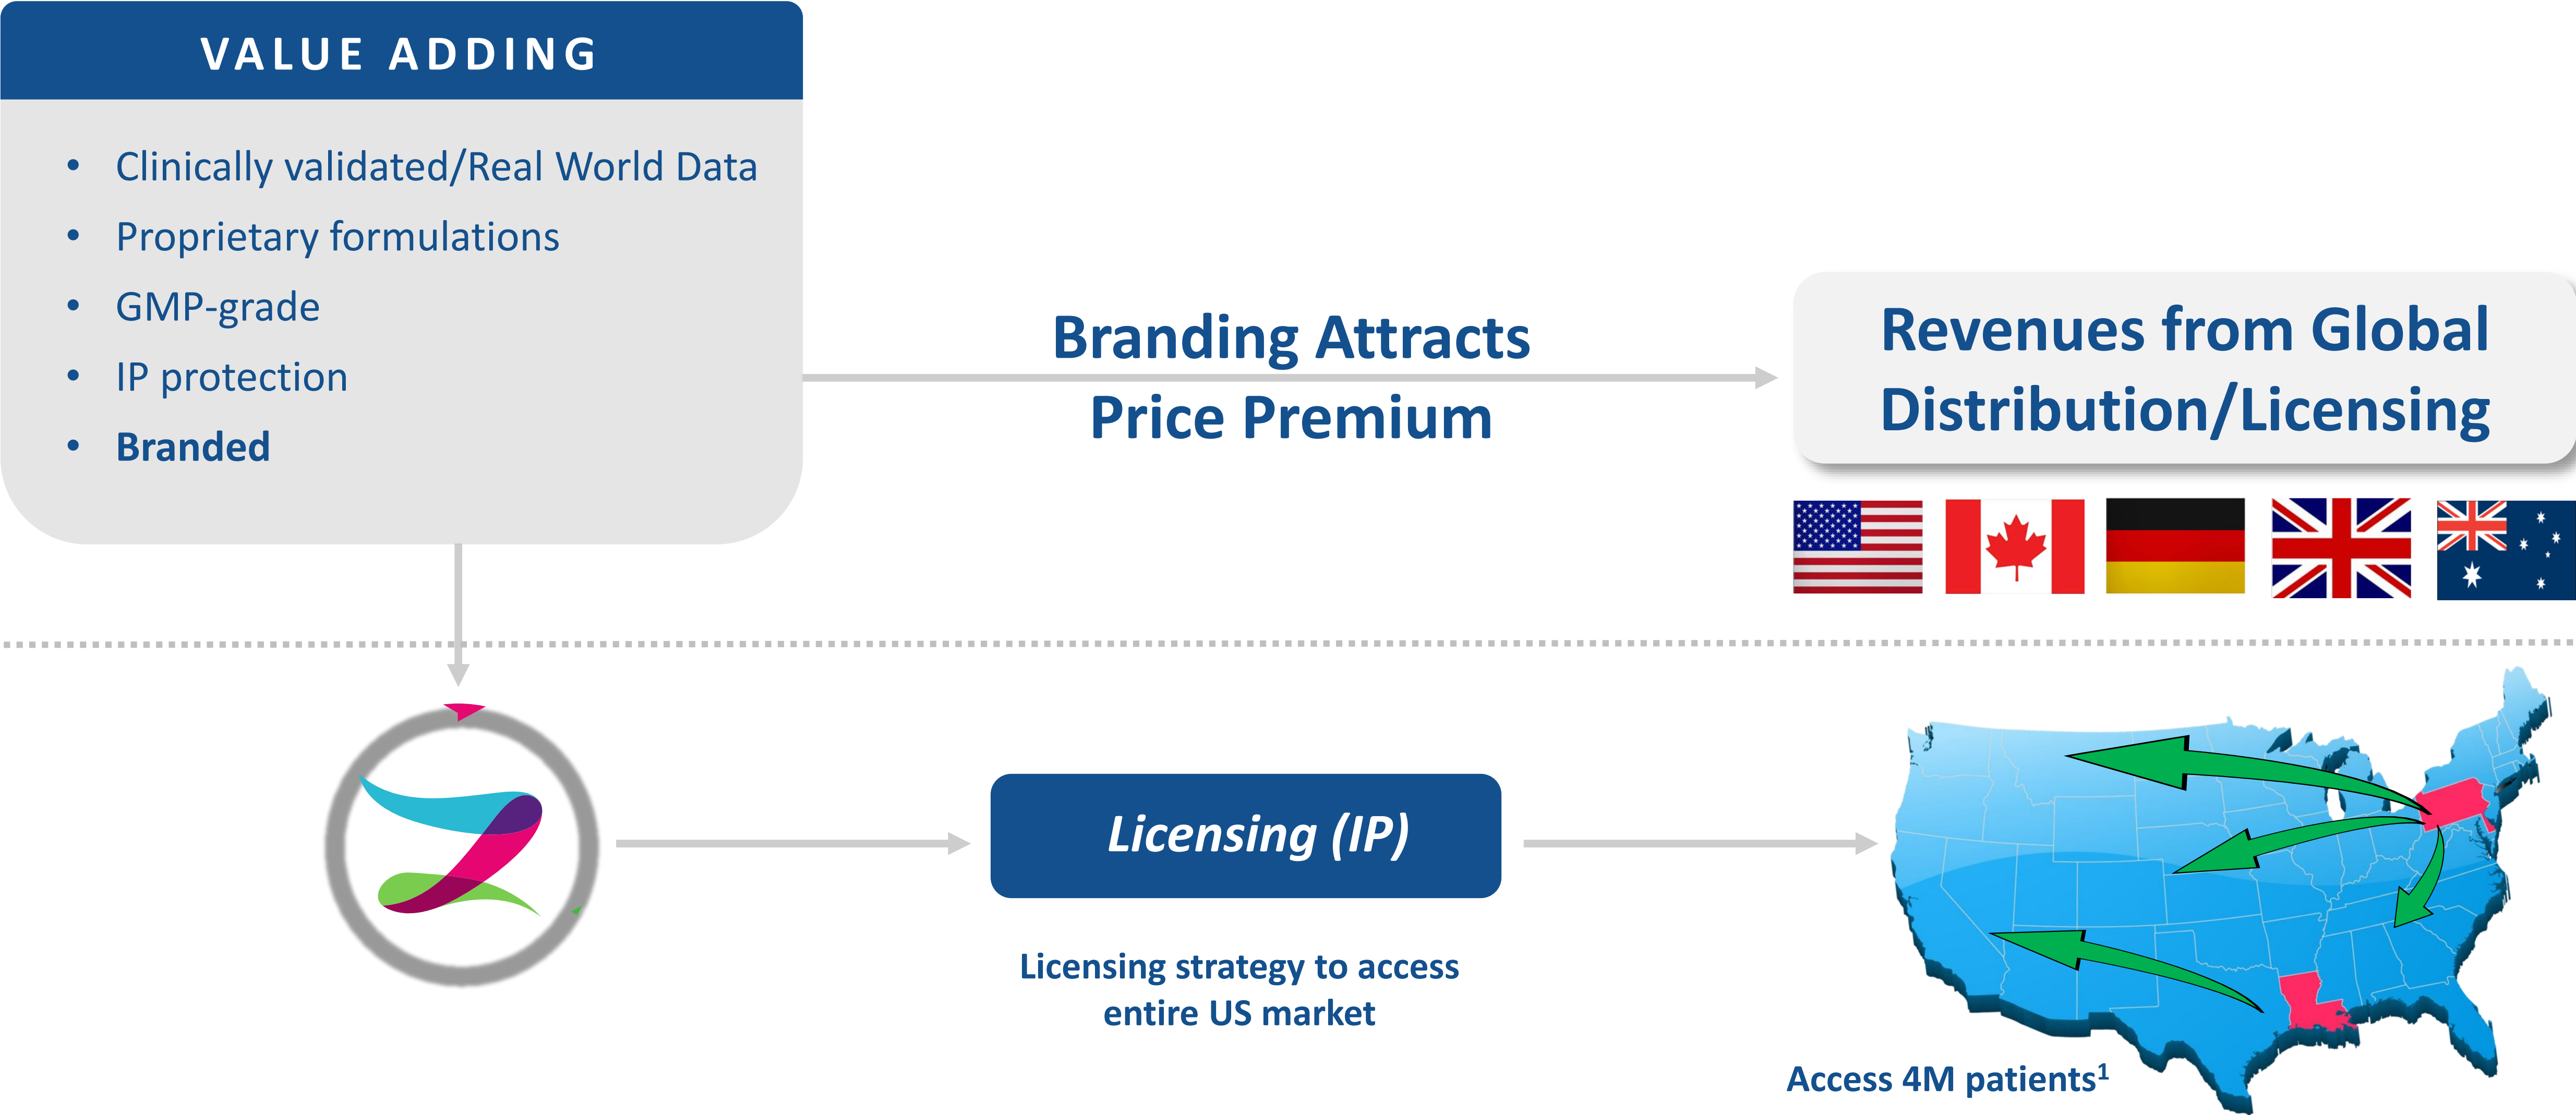 VALUE ADDING
• Clinically validated/Real World Data
• Proprietary formulations
• GMP-grade
• IP protection
• Branded
Branding Attracts
Price Premium
Revenues from Global
Distribution/Licensing
Licensing (IP)
Licensing strategy to access
entire US market
Access 4M patients¹